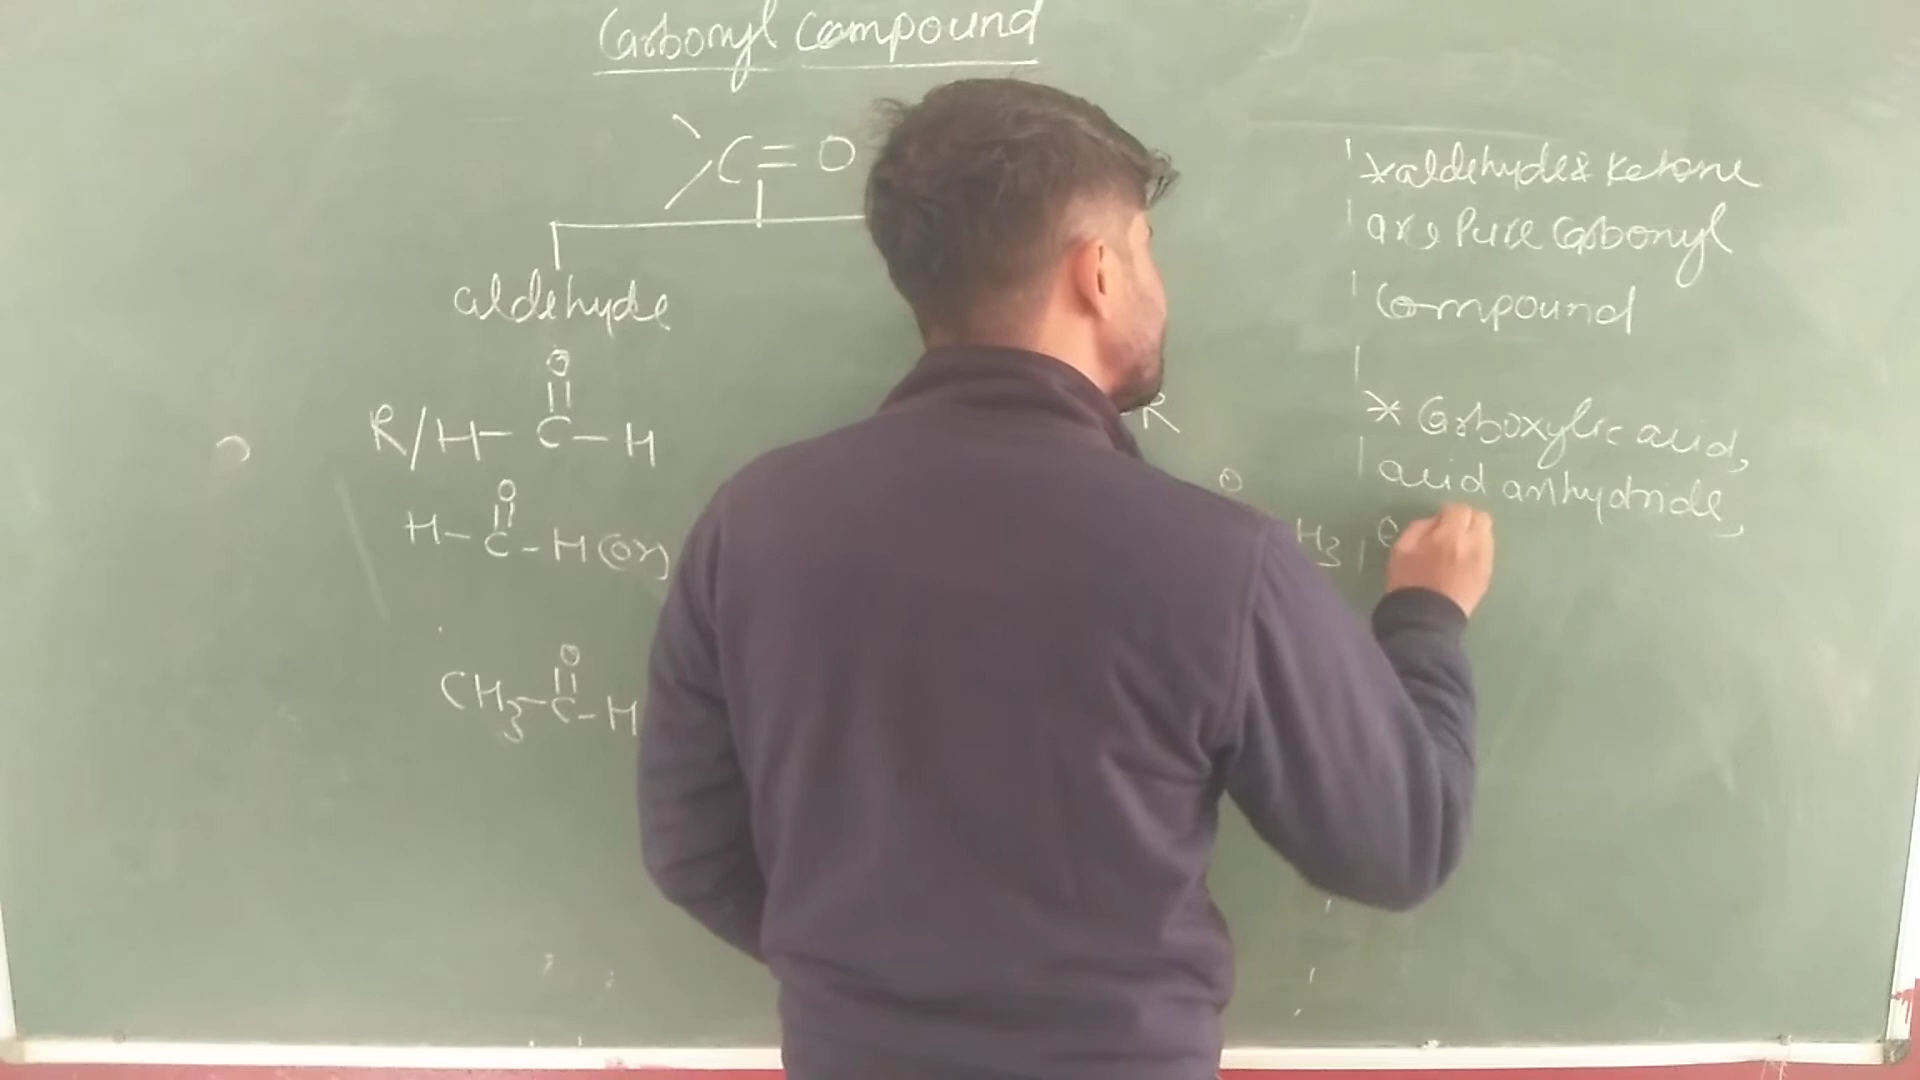 Carbonyl Compound
C=O
aldehyde
O
R/H-C-H
O
H-C-H (or)
O
CH3-C-H
-R
O
H3
*aldehyde & Ketone
are Pure Carbonyl
Compound
* Carboxylic acid,
acid anhydride,